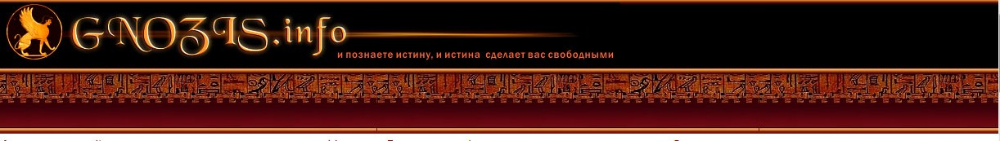 GNOZIS.info
и познаете истину, и истина сделает вас свободными